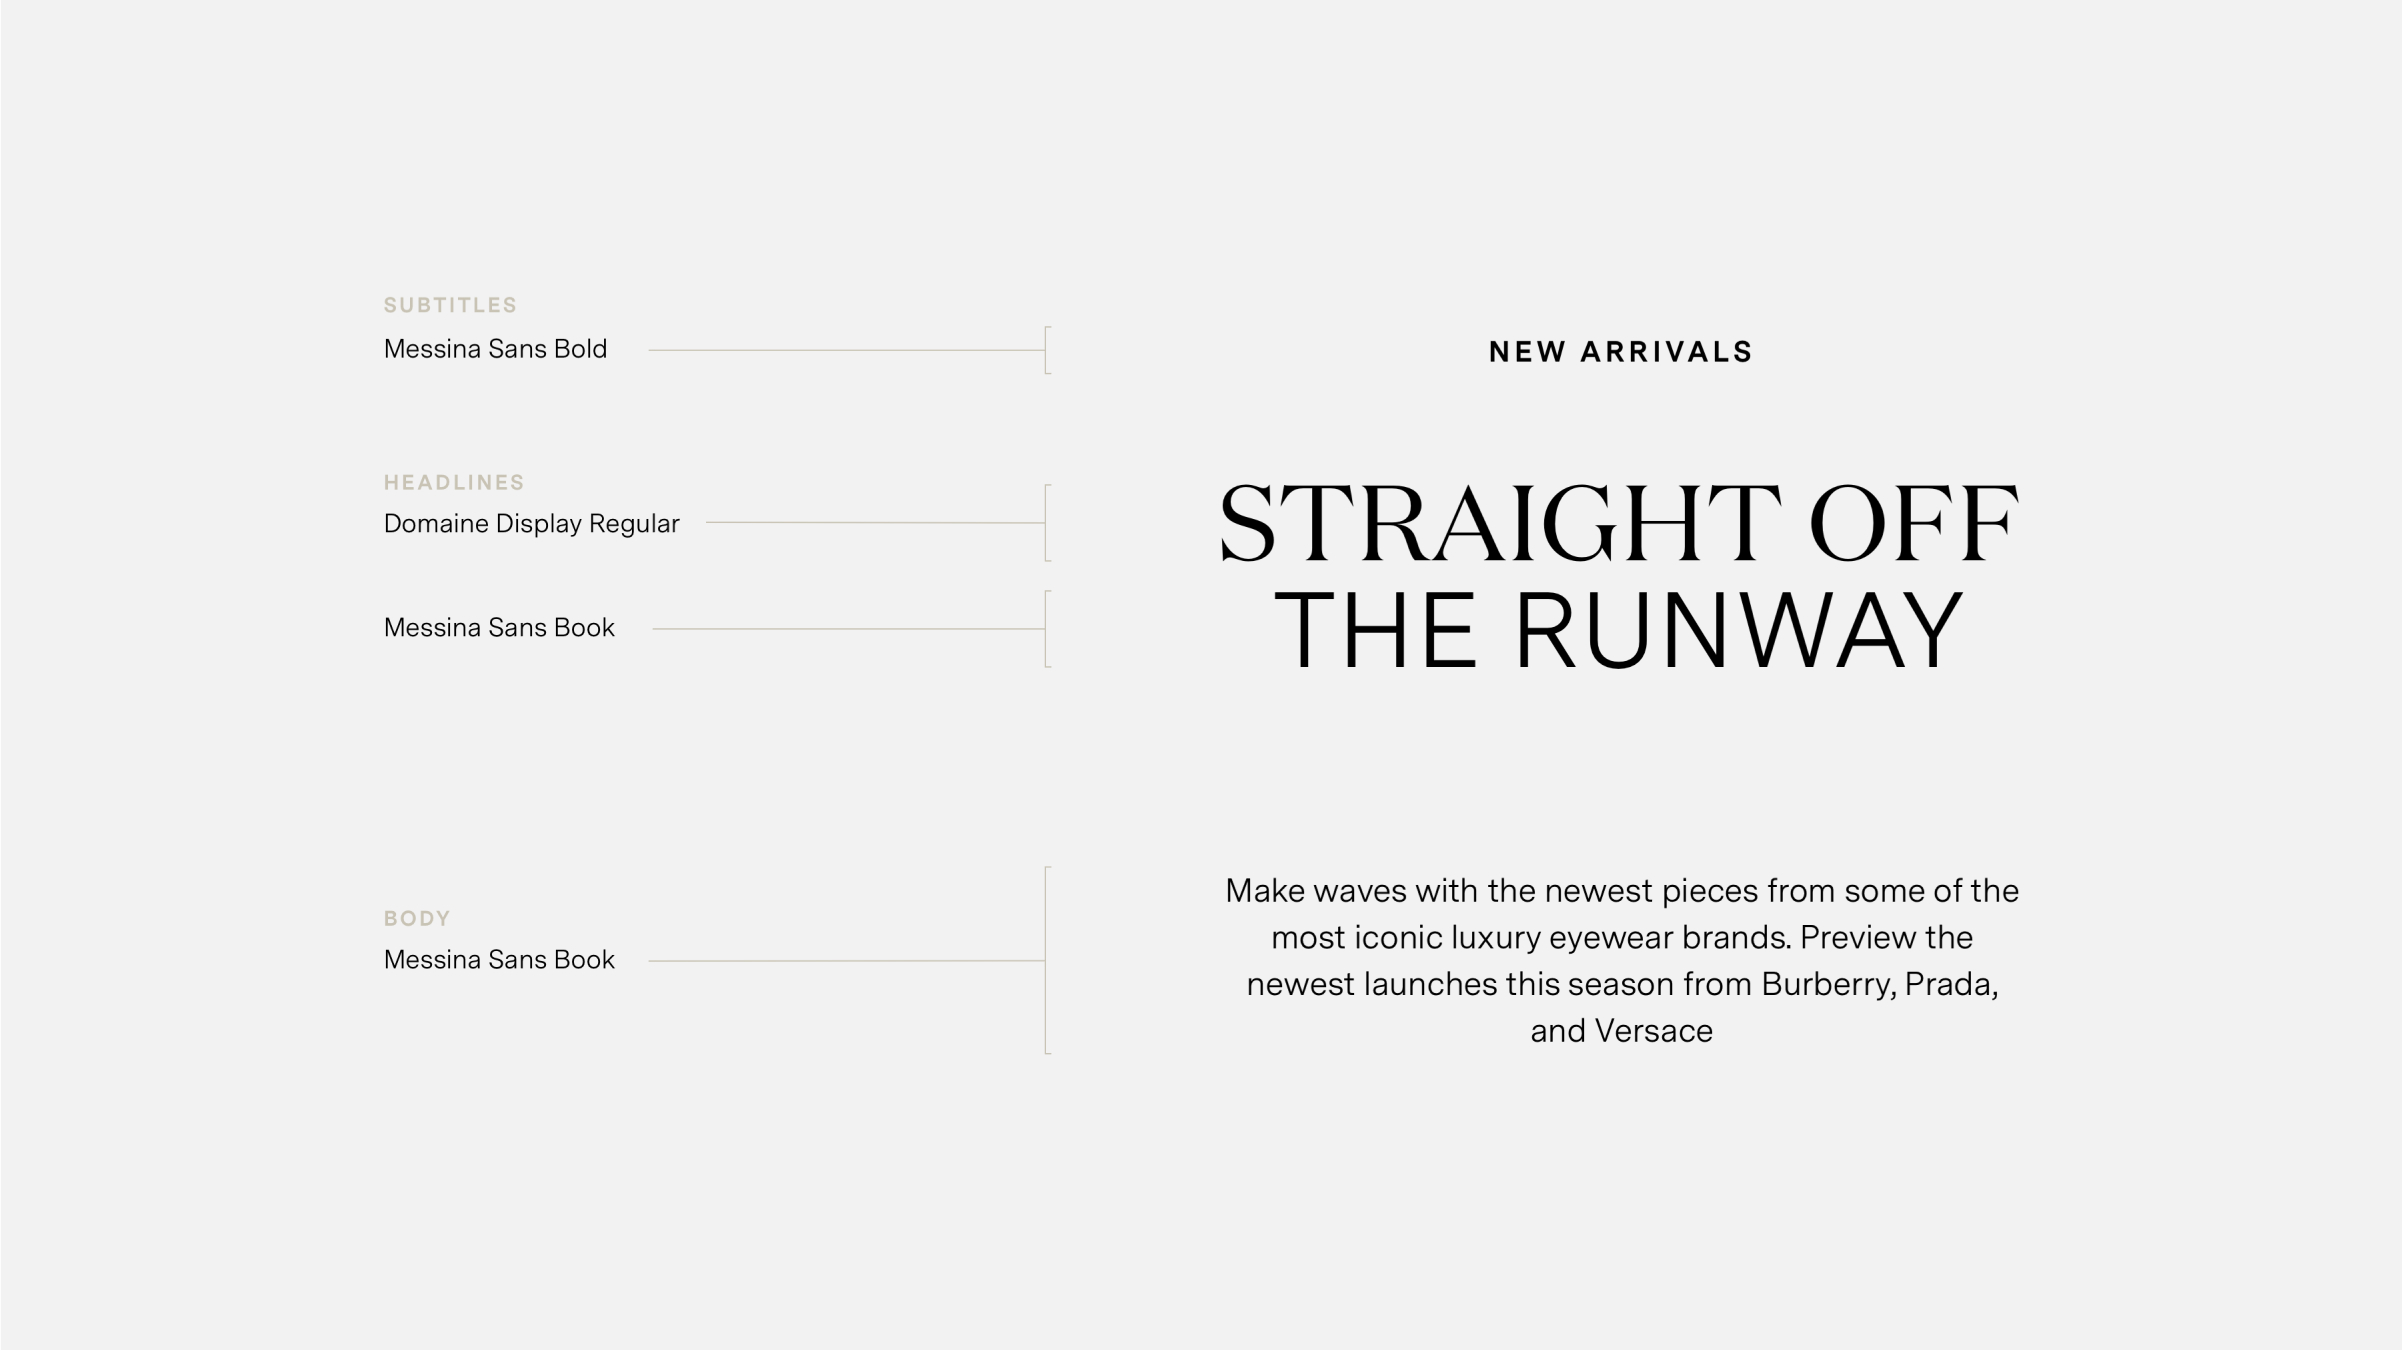 SUBTITLES
Messina Sans Bold
NEW ARRIVALS
HEADLINES
Domaine Display Regular
STRAIGHT OFF
Messina Sans Book
THE RUNWAY
BODY
Messina Sans Book
Make waves with the newest pieces from some of the
most iconic luxury eyewear brands. Preview the
newest launches this season from Burberry, Prada,
and Versace